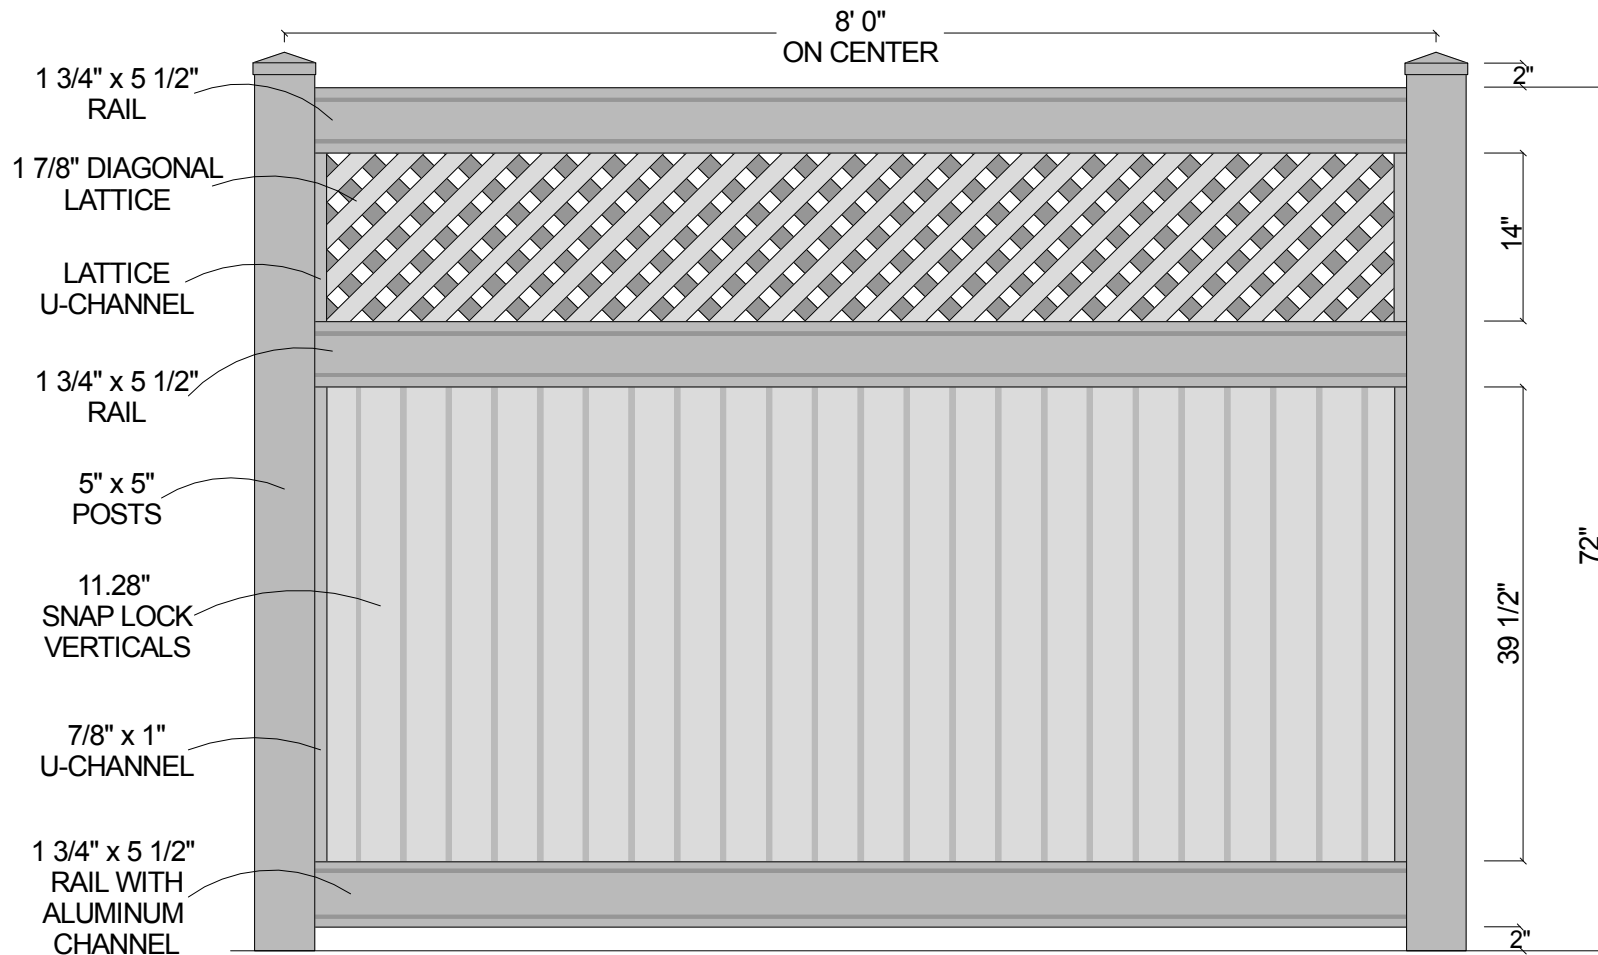 8' 0"
ON CENTER
1 3/4" x 5 1/2"
RAIL
1 7/8" DIAGONAL
LATTICE
LATTICE
U-CHANNEL
1 3/4" x 5 1/2"
RAIL
5" x 5"
POSTS
11.28"
SNAP LOCK
VERTICALS
7/8" x 1"
U-CHANNEL
1 3/4" x 5 1/2"
RAIL WITH
ALUMINUM
CHANNEL
2"
14"
39 1/2"
72"
2"